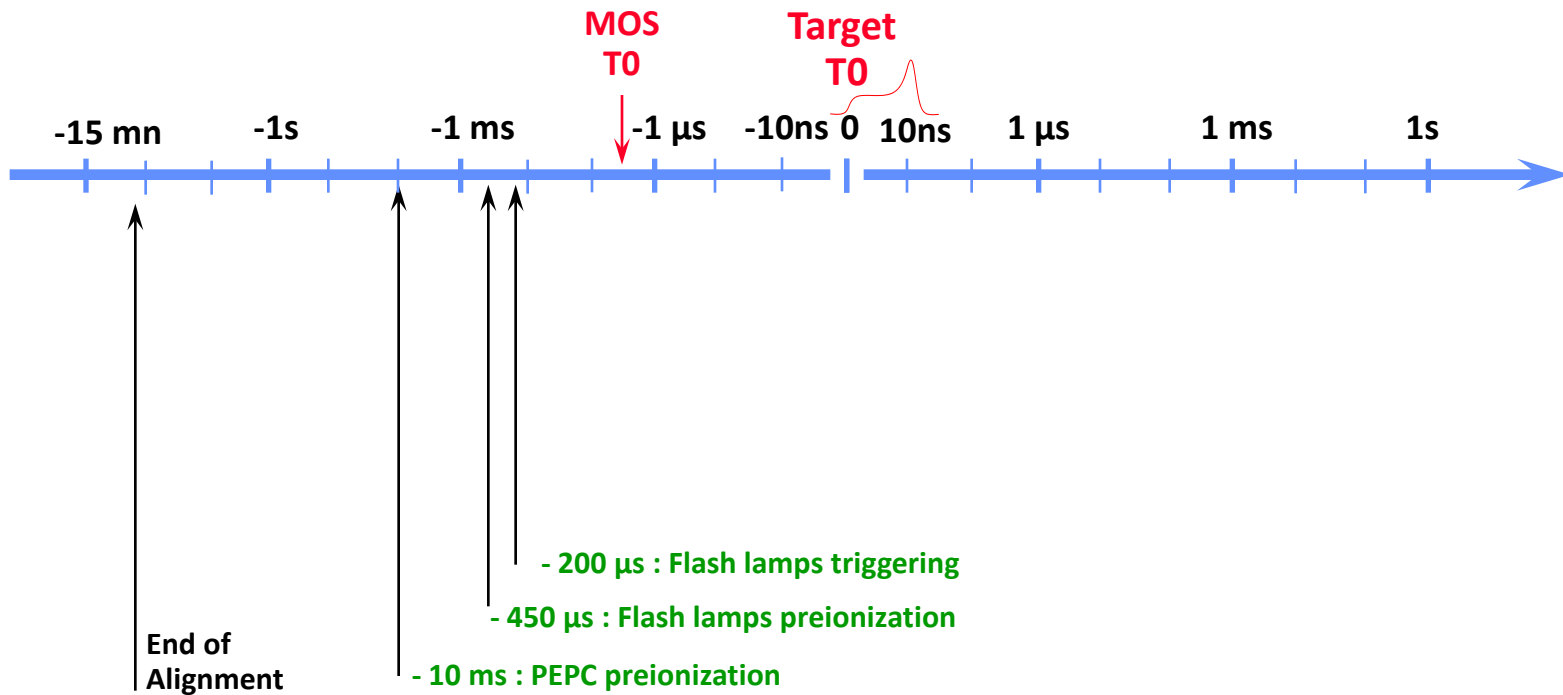 MOS
T0
Target
T0
-15 mn
-1s
-1 ms
-1 µs
-10ns
0
10ns
1 µs
1 ms
1s
- 200 µs : Flash lamps triggering
- 450 µs : Flash lamps preionization
End of
Alignment
- 10 ms : PEPC preionization